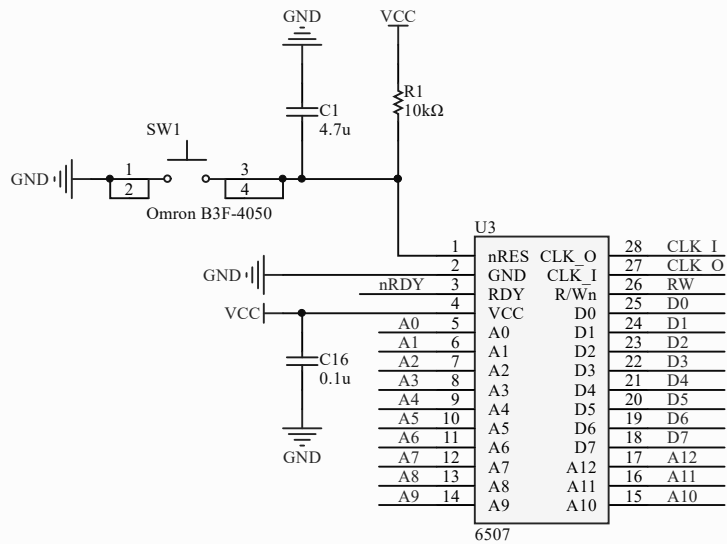 GND
VCC
C1
4.7u
R1
10kΩ
SW1
GND
1
2
3
4
Omron B3F-4050
U3
1 nRES CLK_O 28 CLK_I
GND 2 GND CLK_I 27 CLK_O
nRDY 3 RDY R/Wn 26 RW
VCC 4 VCC D0 25 D0
A0 5 A0 D1 24 D1
A1 6 A1 D2 23 D2
A2 7 A2 D3 22 D3
A3 8 A3 D4 21 D4
A4 9 A4 D5 20 D5
A5 10 A5 D6 19 D6
A6 11 A6 D7 18 D7
A7 12 A7 A12 17 A12
A8 13 A8 A11 16 A11
A9 14 A9 A10 15 A10
C16
0.1u
GND
6507